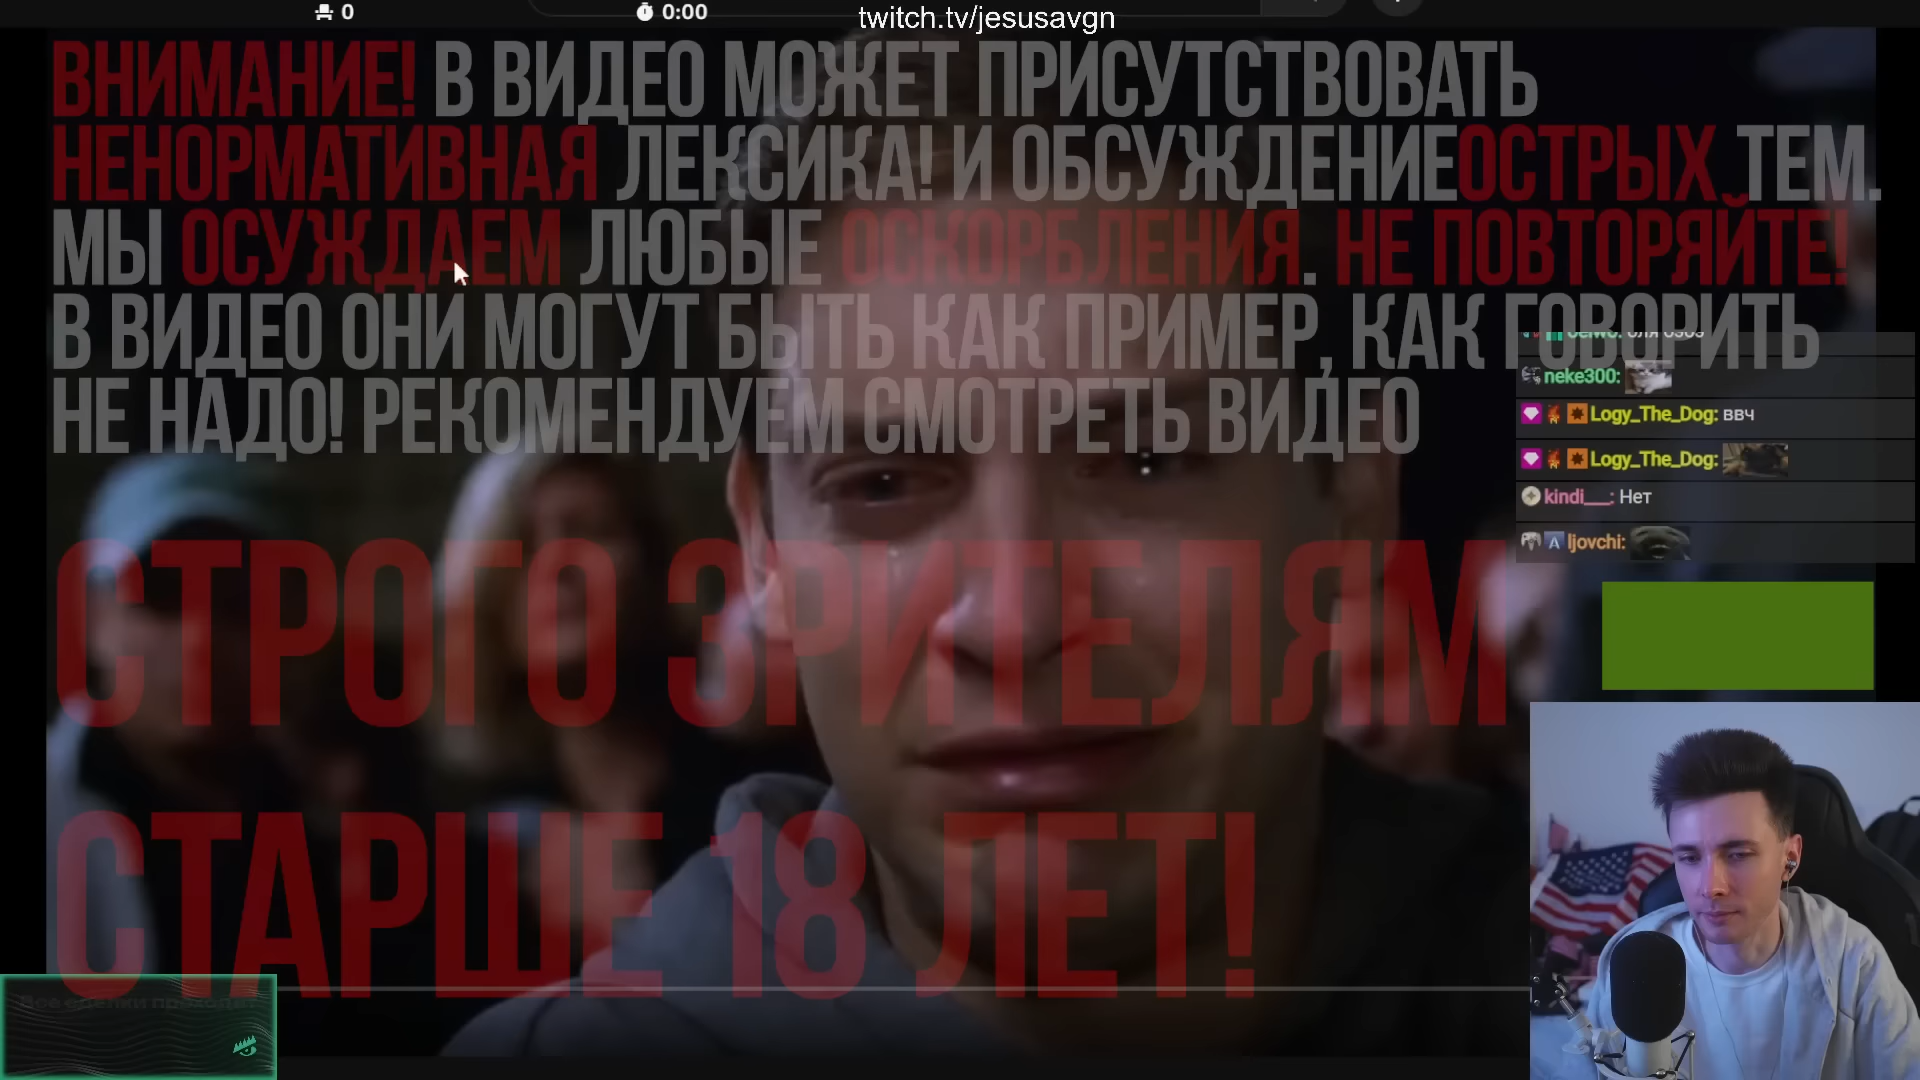 0
0:00
twitch.tv/jesusavgn
ВНИМАНИЕ! В ВИДЕО МОЖЕТ ПРИСУТСТВОВАТЬ
НЕНОРМАТИВНАЯ ЛЕКСИКА! И ОБСУЖДЕНИЕОСТРЫХ ТЕМ.
МЫ ОСУЖДАЕМ ЛЮБЫЕ ОСКОРБЛЕНИЯ. НЕ ПОВТОРЯЙТЕ!
В ВИДЕО ОНИ МОГУТ БЫТЬ КАК ПРИМЕР, КАК ГОВОРИТЬ
НЕ НАДО! РЕКОМЕНДУЕМ СМОТРЕТЬ ВИДЕО
СТРОГО ЗРИТЕЛЯМ
СТАРШЕ 18 ЛЕТ!
neke300:
Logy_The_Dog: ввч
Logy_The_Dog:
kindi___: Нет
ljovchi: